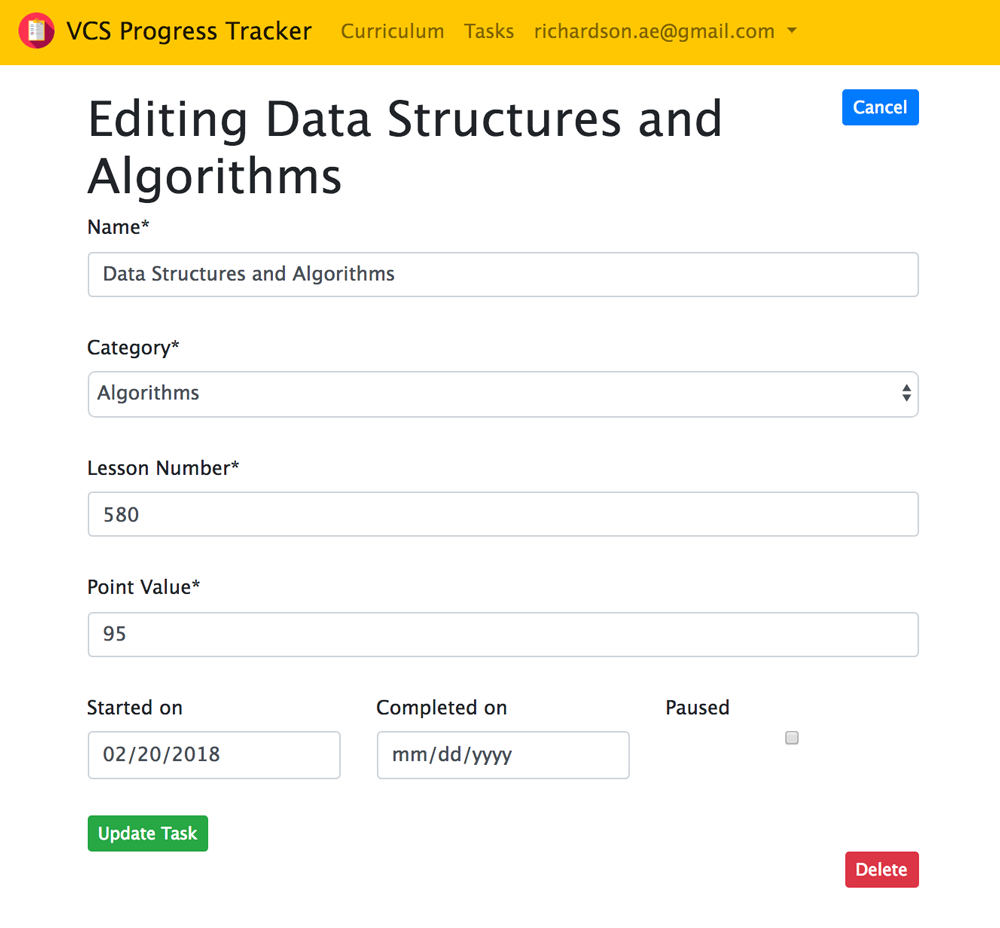 VCS Progress Tracker Curriculum Tasks richardson.ae@gmail.com
Editing Data Structures and
Algorithms
Cancel
Name*
Data Structures and Algorithms
Category*
Algorithms
Lesson Number*
580
Point Value*
95
Started on Completed on Paused
02/20/2018 mm/dd/yyyy
Update Task
Delete